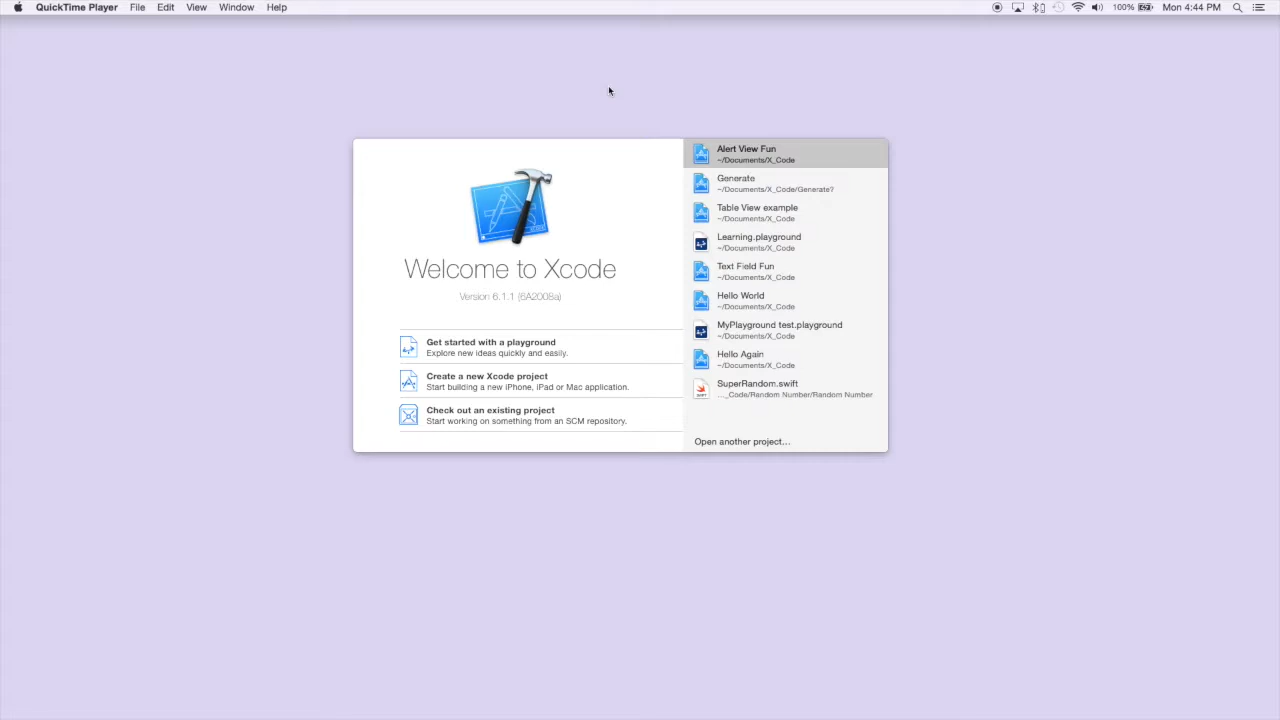 QuickTime Player File Edit View Window Help 100% Mon 4:44 PM
Welcome to Xcode
Version 6.1.1 (6A2008a)
Get started with a playground
Explore new ideas quickly and easily.
Create a new Xcode project
Start building a new iPhone, iPad or Mac application.
Check out an existing project
Start working on something from an SCM repository.
Alert View Fun
~/Documents/X_Code
Generate
~/Documents/X_Code/Generate?
Table View example
~/Documents/X_Code
Learning.playground
~/Documents/X_Code
Text Field Fun
~/Documents/X_Code
Hello World
~/Documents/X_Code
MyPlayground test.playground
~/Documents/X_Code
Hello Again
~/Documents/X_Code
SuperRandom.swift
..._Code/Random Number/Random Number
Open another project...